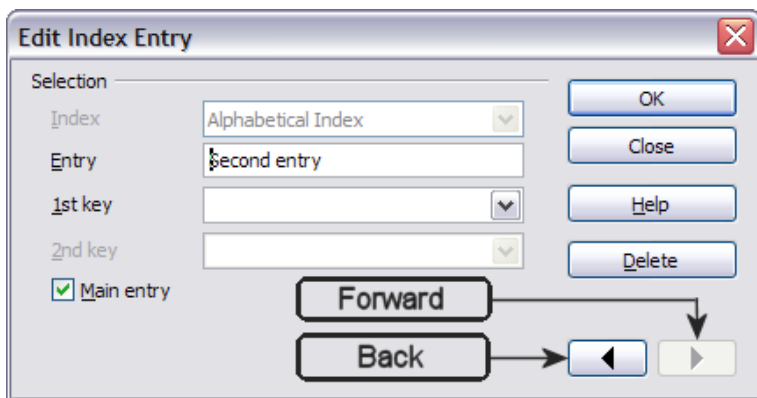 Edit Index Entry
Selection
Index
Alphabetical Index
OK
Entry
Second entry
Close
1st key
Help
2nd key
Delete
Main entry
Forward
Back